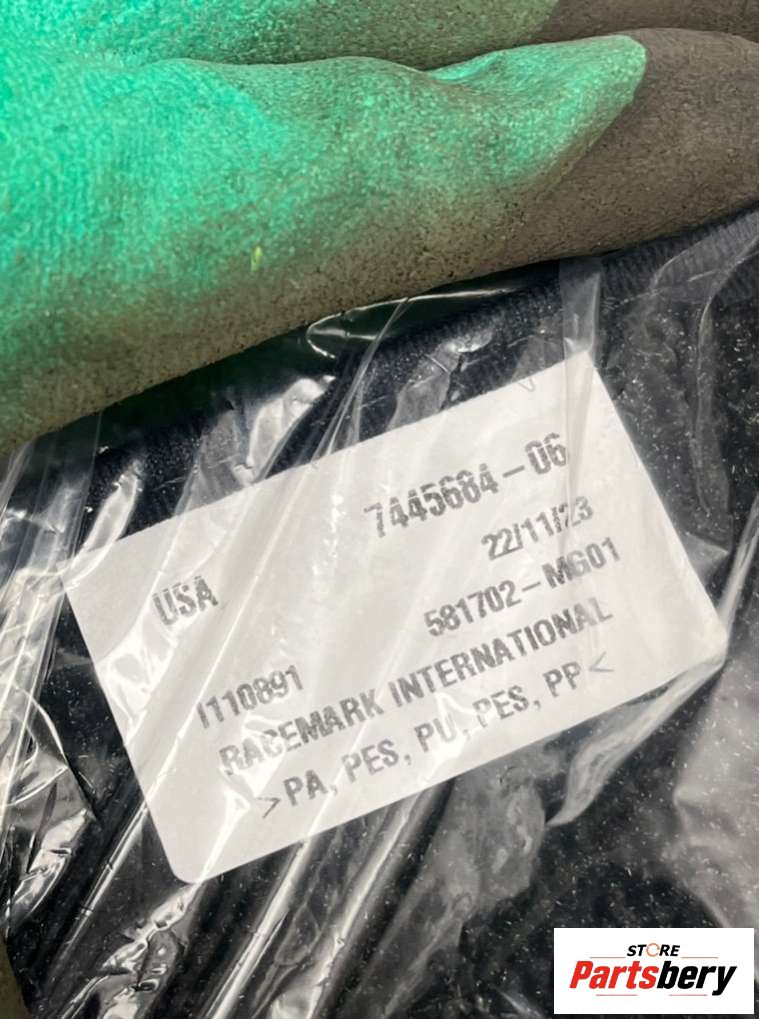 7445684-06
USA 22/11/23
581702-MG01
I110891
RACEMARK INTERNATIONAL
>PA, PES, PU, PES, PP<
STORE
Partsbery